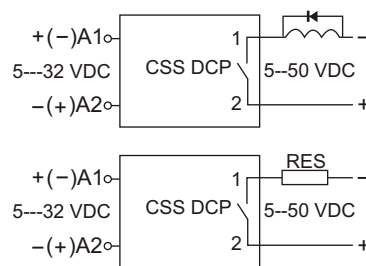 +(−)A1 1 −
5---32 VDC CSS DCP 5--50 VDC
−(+)A2 2 +
RES
+(−)A1 1 −
5---32 VDC CSS DCP 5--50 VDC
−(+)A2 2 +